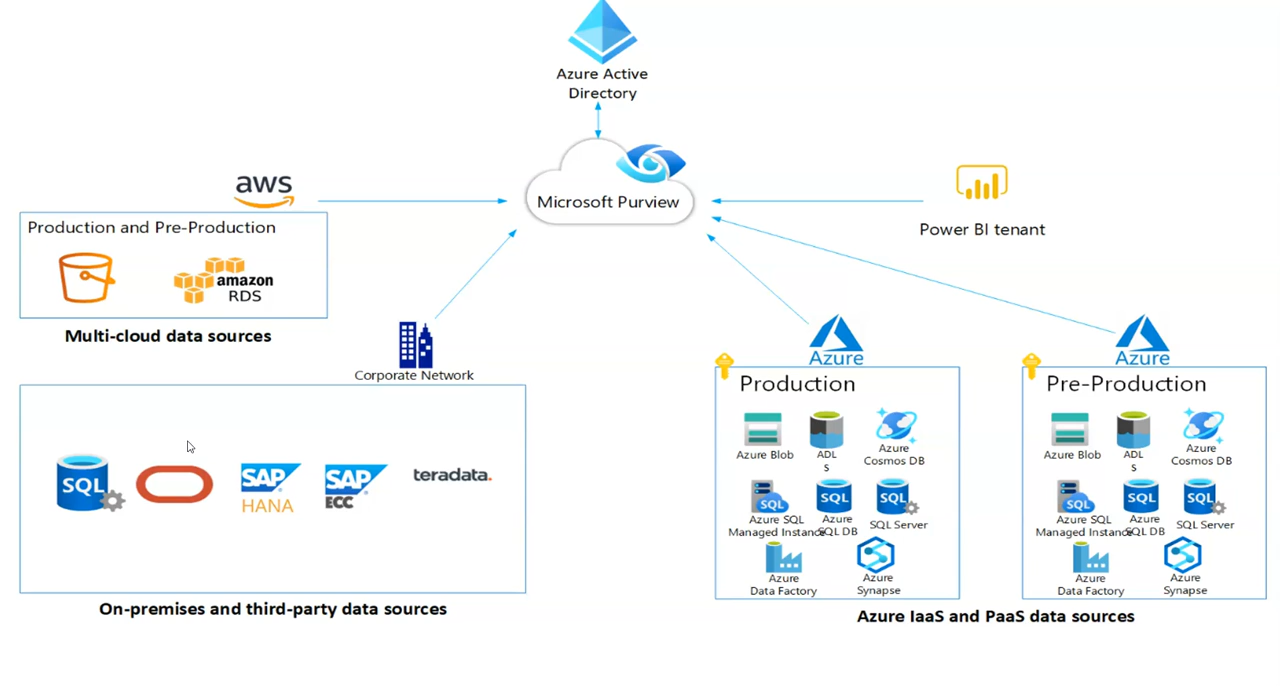 Azure Active
Directory
Microsoft Purview
aws
Production and Pre-Production
amazon
RDS
Multi-cloud data sources
Power BI tenant
Corporate Network
SQL
SAP
HANA
SAP
ECC
teradata.
On-premises and third-party data sources
Azure
Production
Azure Blob
ADL
S
Azure
Cosmos DB
SQL
Azure SQL
Managed Instance
SQL
Azure
SQL DB
SQL
SQL Server
Azure
Data Factory
Azure
Synapse
Azure
Pre-Production
Azure Blob
ADL
S
Azure
Cosmos DB
SQL
Azure SQL
Managed Instance
SQL
Azure
SQL DB
SQL
SQL Server
Azure
Data Factory
Azure
Synapse
Azure IaaS and PaaS data sources